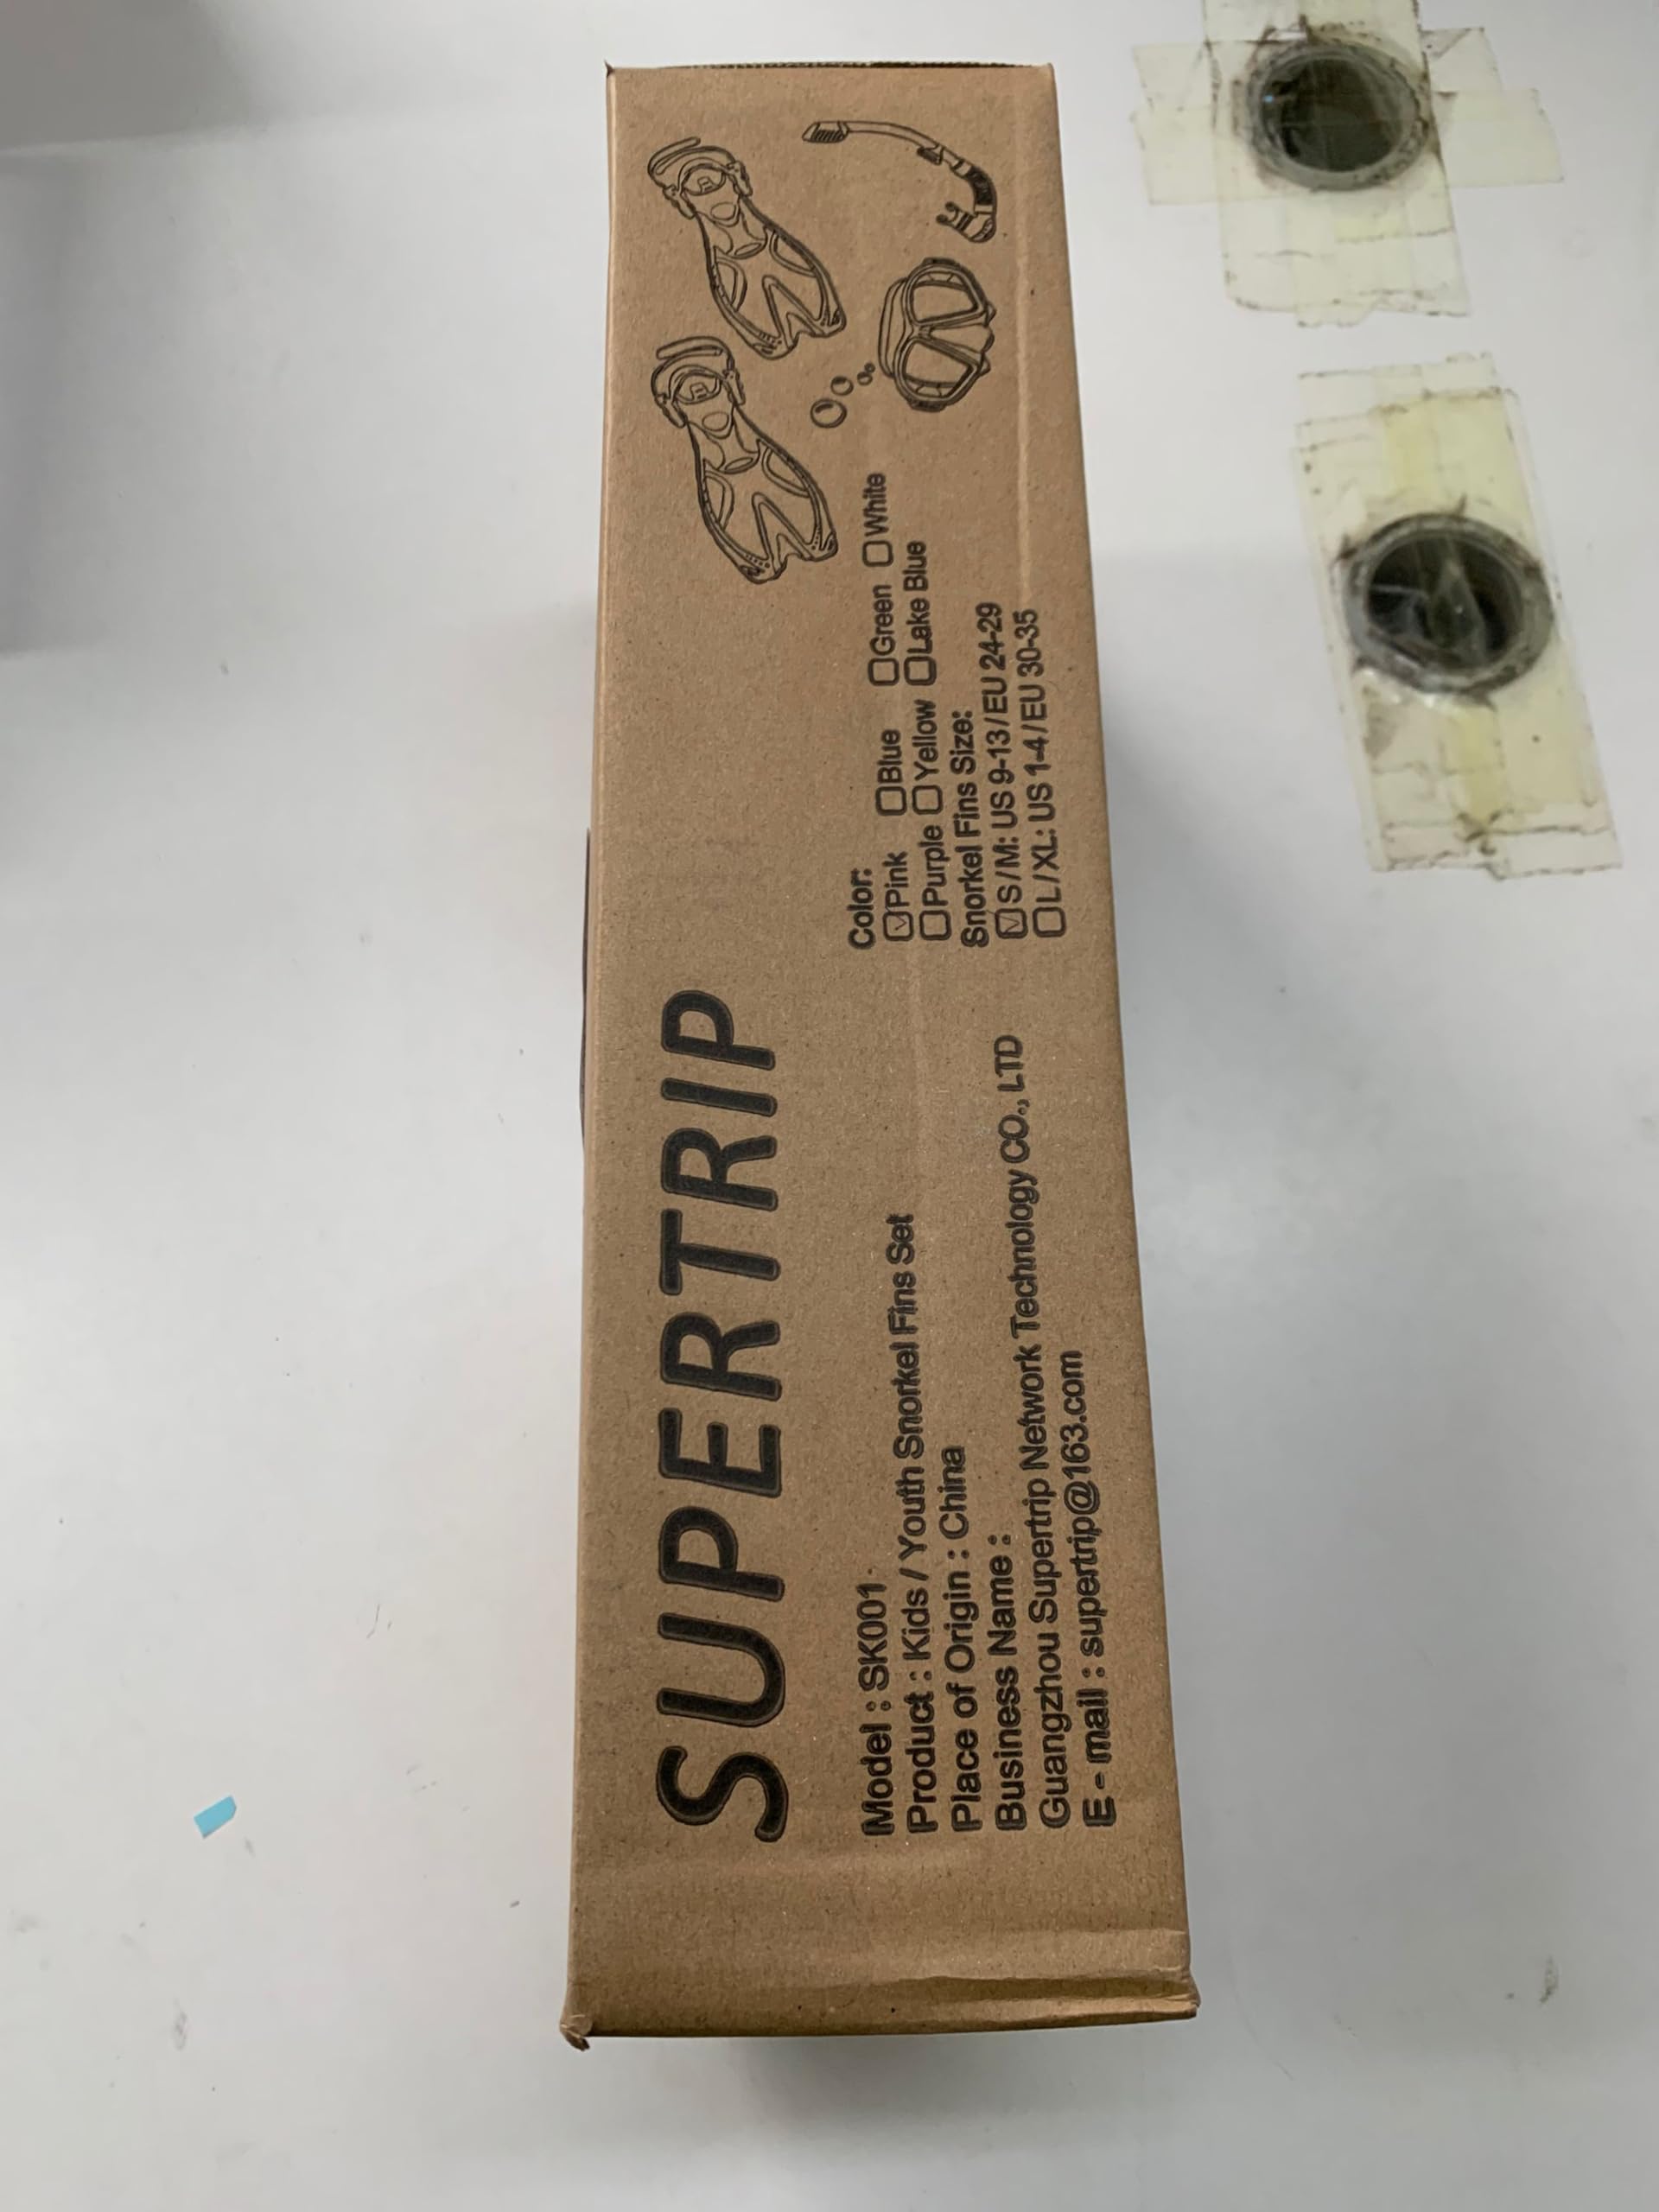 SUPERTRIP
Model : SK001
Product : Kids / Youth Snorkel Fins Set
Place of Origin : China
Business Name :
Guangzhou Supertrip Network Technology CO., LTD
E - mail : supertrip@163.com
Color:
☑Pink ☐Blue ☐Green ☐White
☐Purple ☐Yellow ☐Lake Blue
Snorkel Fins Size:
☑S/M: US 9-13/EU 24-29
☐L/XL: US 1-4/EU 30-35